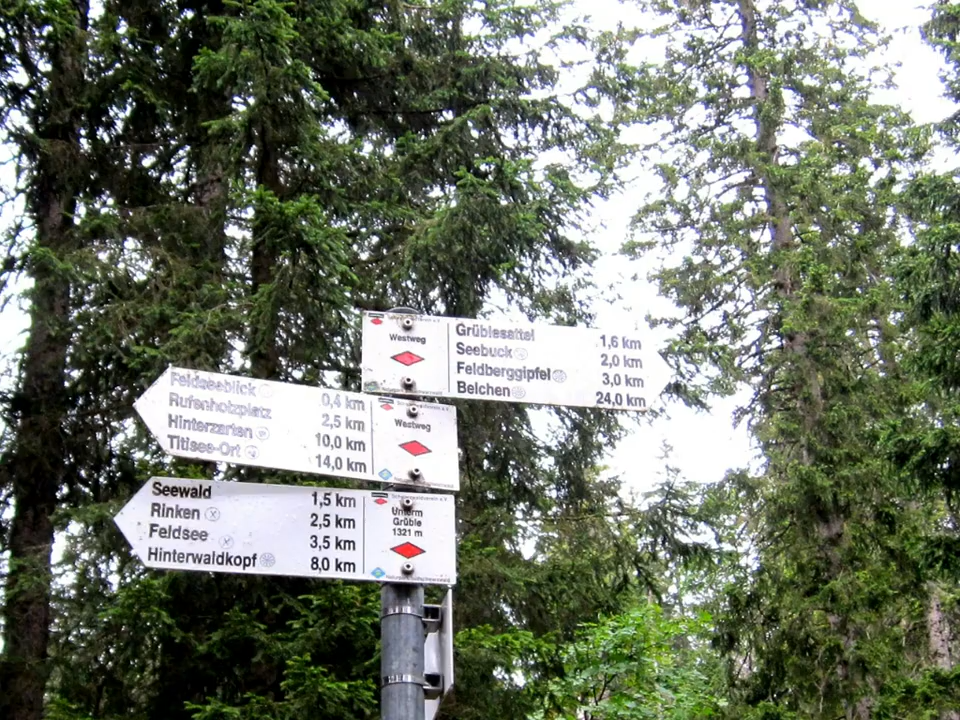 Westweg
Grüblesattel 1,6 km
Seebuck 2,0 km
Feldberggipfel 3,0 km
Belchen 24,0 km
Feldseeblick 0,4 km
Rufenholzplatz 2,5 km
Hinterzarten 10,0 km
Titisee-Ort 14,0 km
Westweg
Seewald 1,5 km
Rinken 2,5 km
Feldsee 3,5 km
Hinterwaldkopf 8,0 km
Schwarzwaldverein e.V.
Unterm
Grüble
1321 m